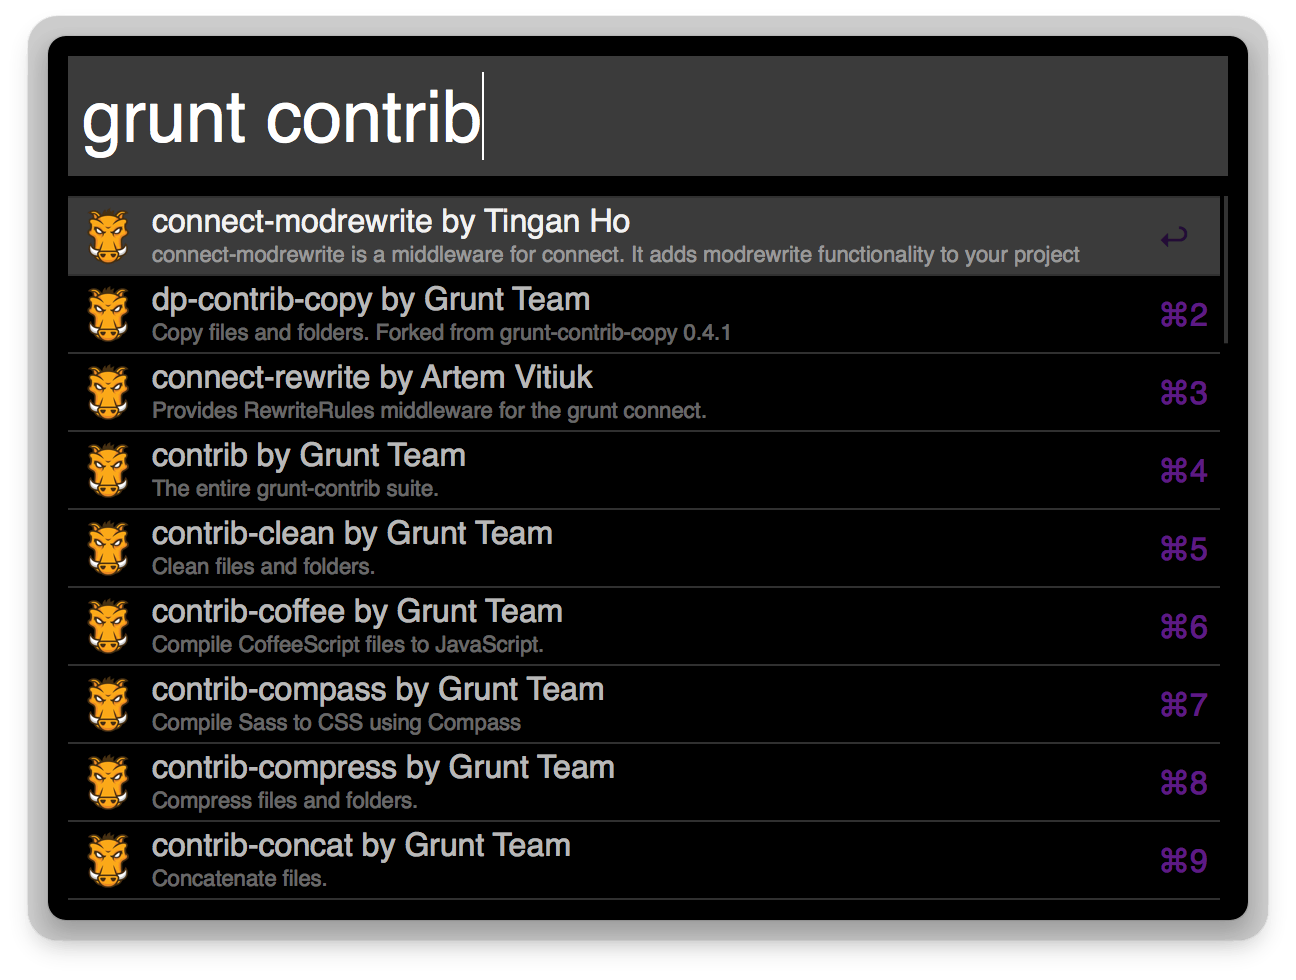 grunt contrib
connect-modrewrite by Tingan Ho
connect-modrewrite is a middleware for connect. It adds modrewrite functionality to your project
↩
dp-contrib-copy by Grunt Team
Copy files and folders. Forked from grunt-contrib-copy 0.4.1
⌘2
connect-rewrite by Artem Vitiuk
Provides RewriteRules middleware for the grunt connect.
⌘3
contrib by Grunt Team
The entire grunt-contrib suite.
⌘4
contrib-clean by Grunt Team
Clean files and folders.
⌘5
contrib-coffee by Grunt Team
Compile CoffeeScript files to JavaScript.
⌘6
contrib-compass by Grunt Team
Compile Sass to CSS using Compass
⌘7
contrib-compress by Grunt Team
Compress files and folders.
⌘8
contrib-concat by Grunt Team
Concatenate files.
⌘9